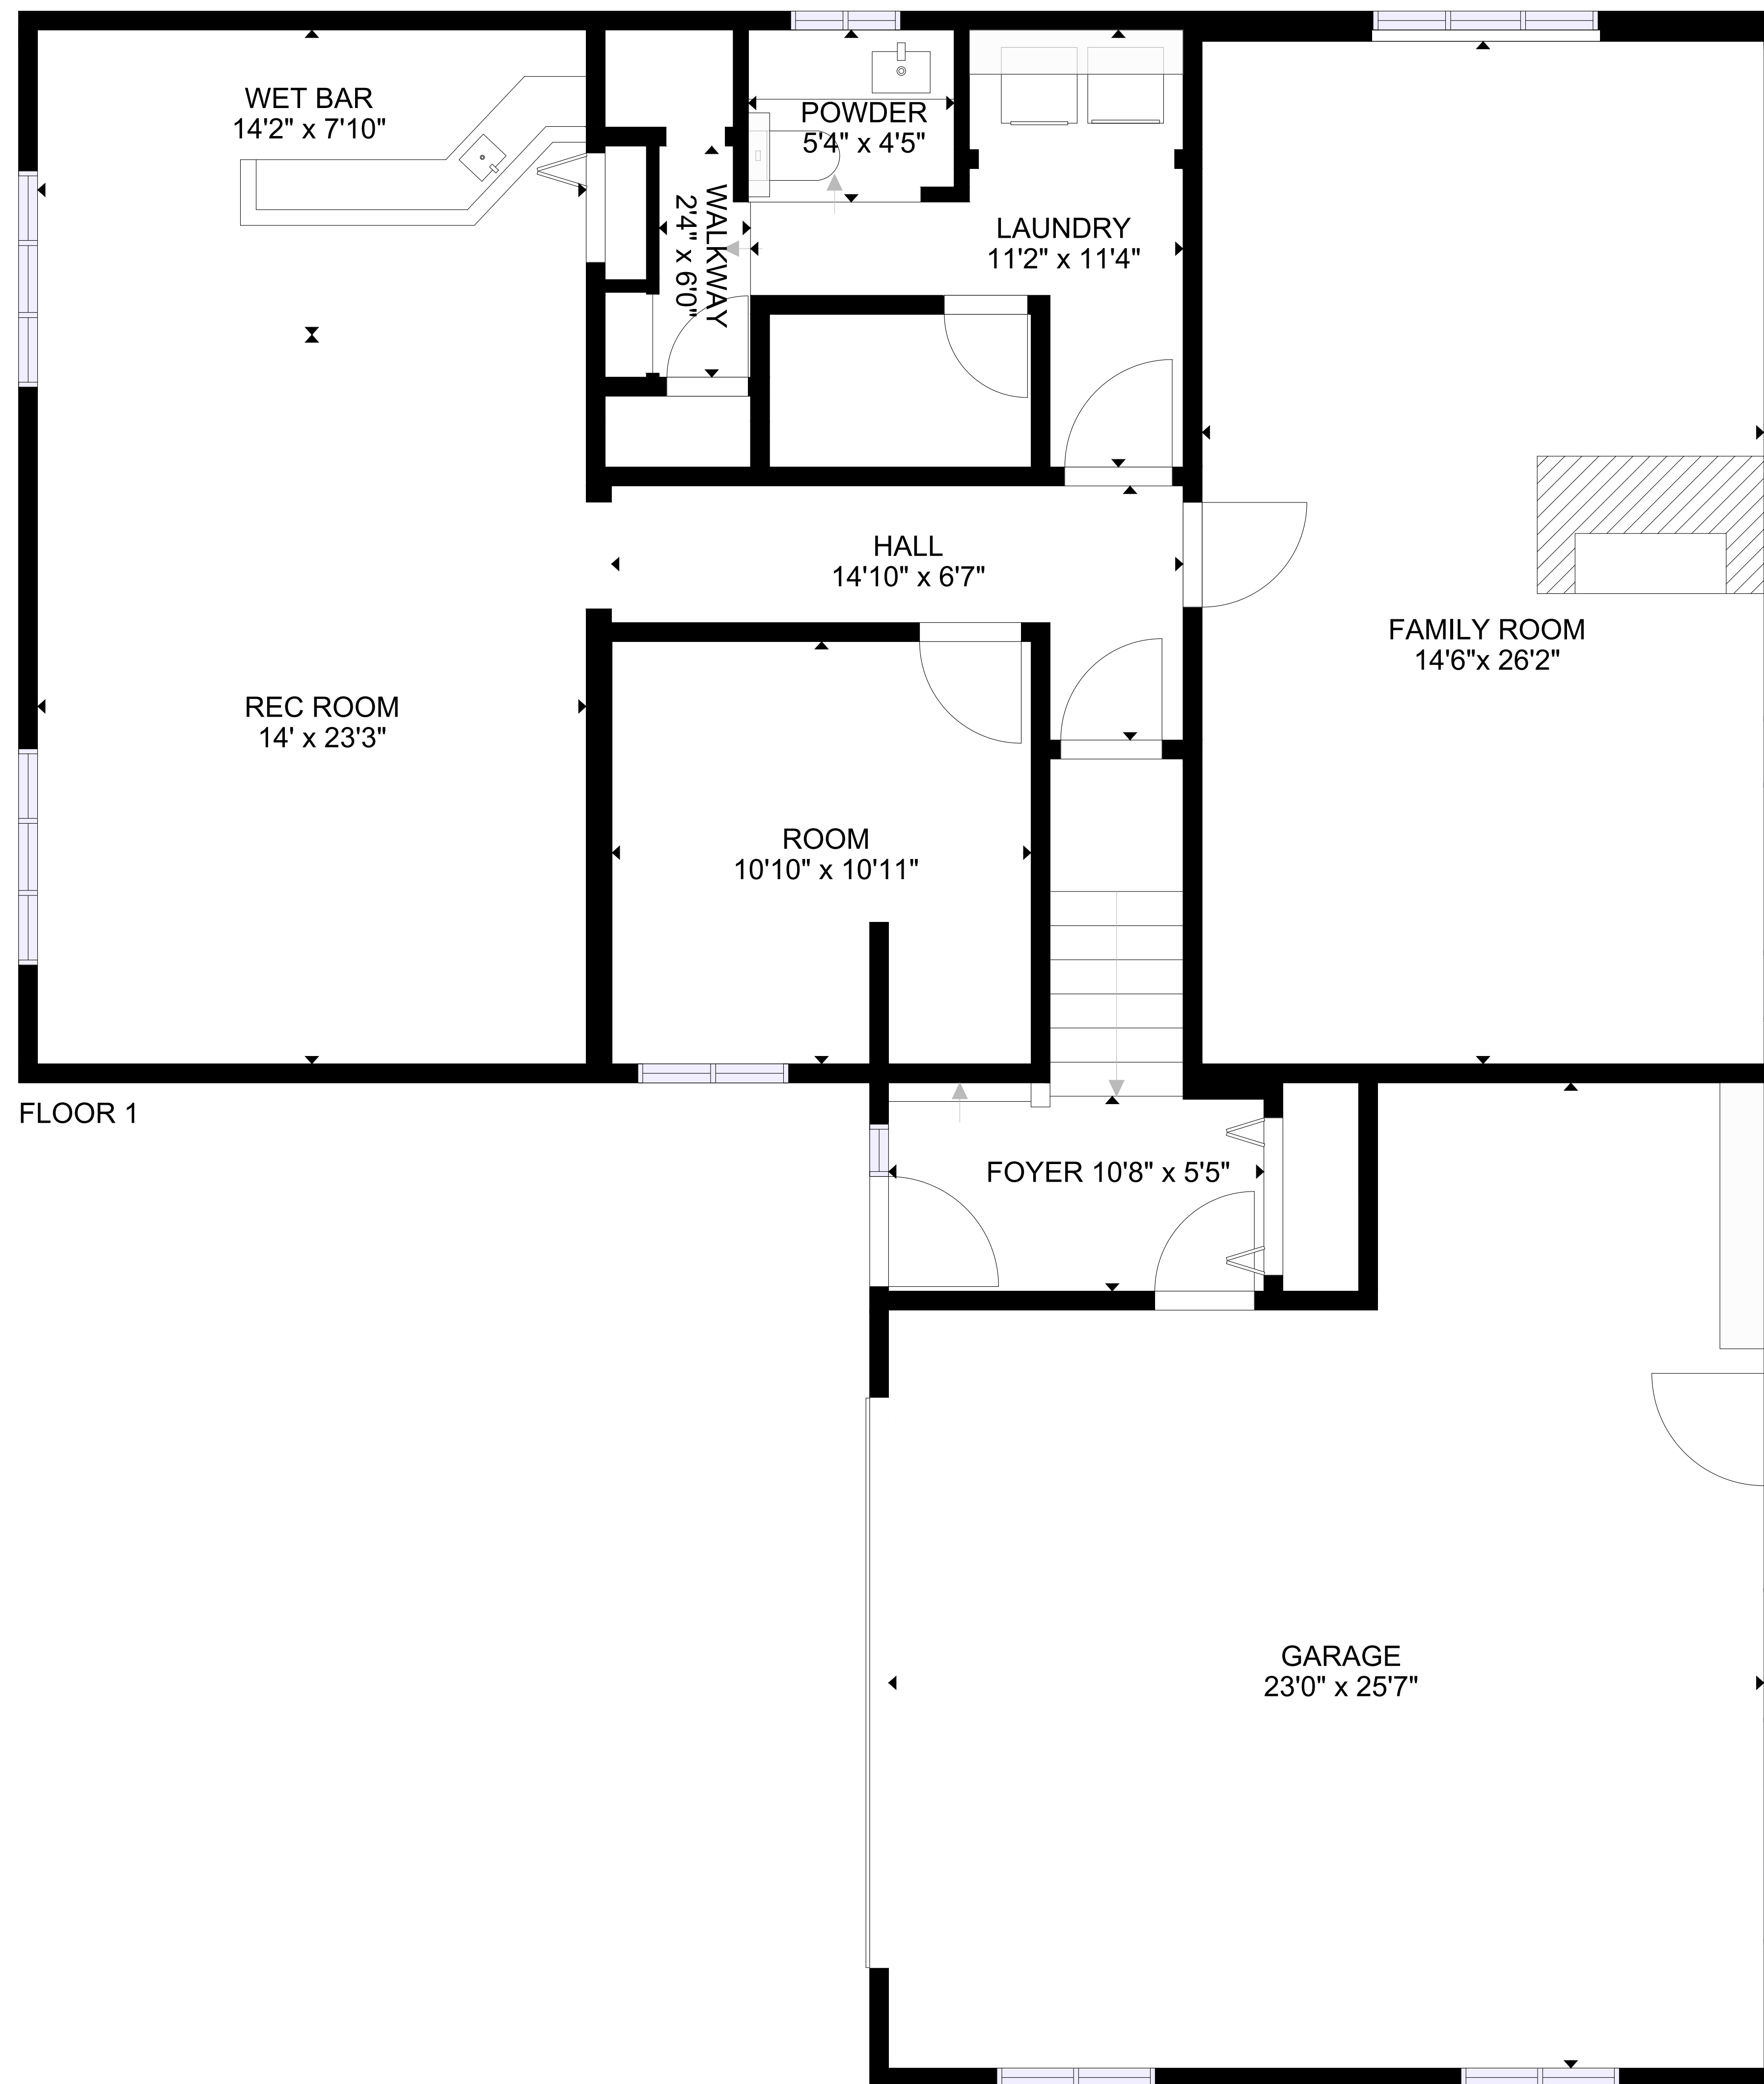 WET BAR
14'2" x 7'10"
POWDER
5'4" x 4'5"
WALKWAY
2'4" x 6'0"
LAUNDRY
11'2" x 11'4"
HALL
14'10" x 6'7"
FAMILY ROOM
14'6"x 26'2"
REC ROOM
14' x 23'3"
ROOM
10'10" x 10'11"
FLOOR 1
FOYER 10'8" x 5'5"
GARAGE
23'0" x 25'7"